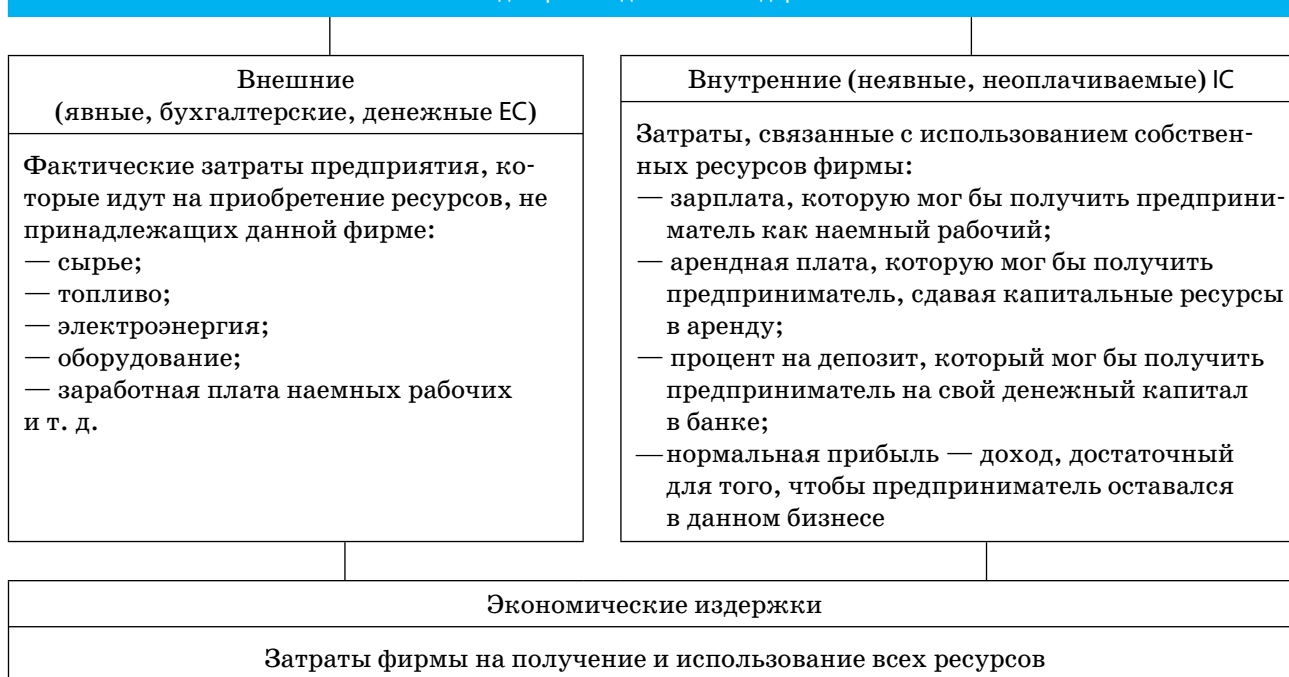 Внешние
(явные, бухгалтерские, денежные EC)
Фактические затраты предприятия, ко-
торые идут на приобретение ресурсов, не
принадлежащих данной фирме:
— сырье;
— топливо;
— электроэнергия;
— оборудование;
— заработная плата наемных рабочих
и т. д.
Внутренние (неявные, неоплачиваемые) IC
Затраты, связанные с использованием собствен-
ных ресурсов фирмы:
— зарплата, которую мог бы получить предприни-
матель как наемный рабочий;
— арендная плата, которую мог бы получить
предприниматель, сдавая капитальные ресурсы
в аренду;
— процент на депозит, который мог бы получить
предприниматель на свой денежный капитал
в банке;
— нормальная прибыль — доход, достаточный
для того, чтобы предприниматель оставался
в данном бизнесе
Экономические издержки
Затраты фирмы на получение и использование всех ресурсов